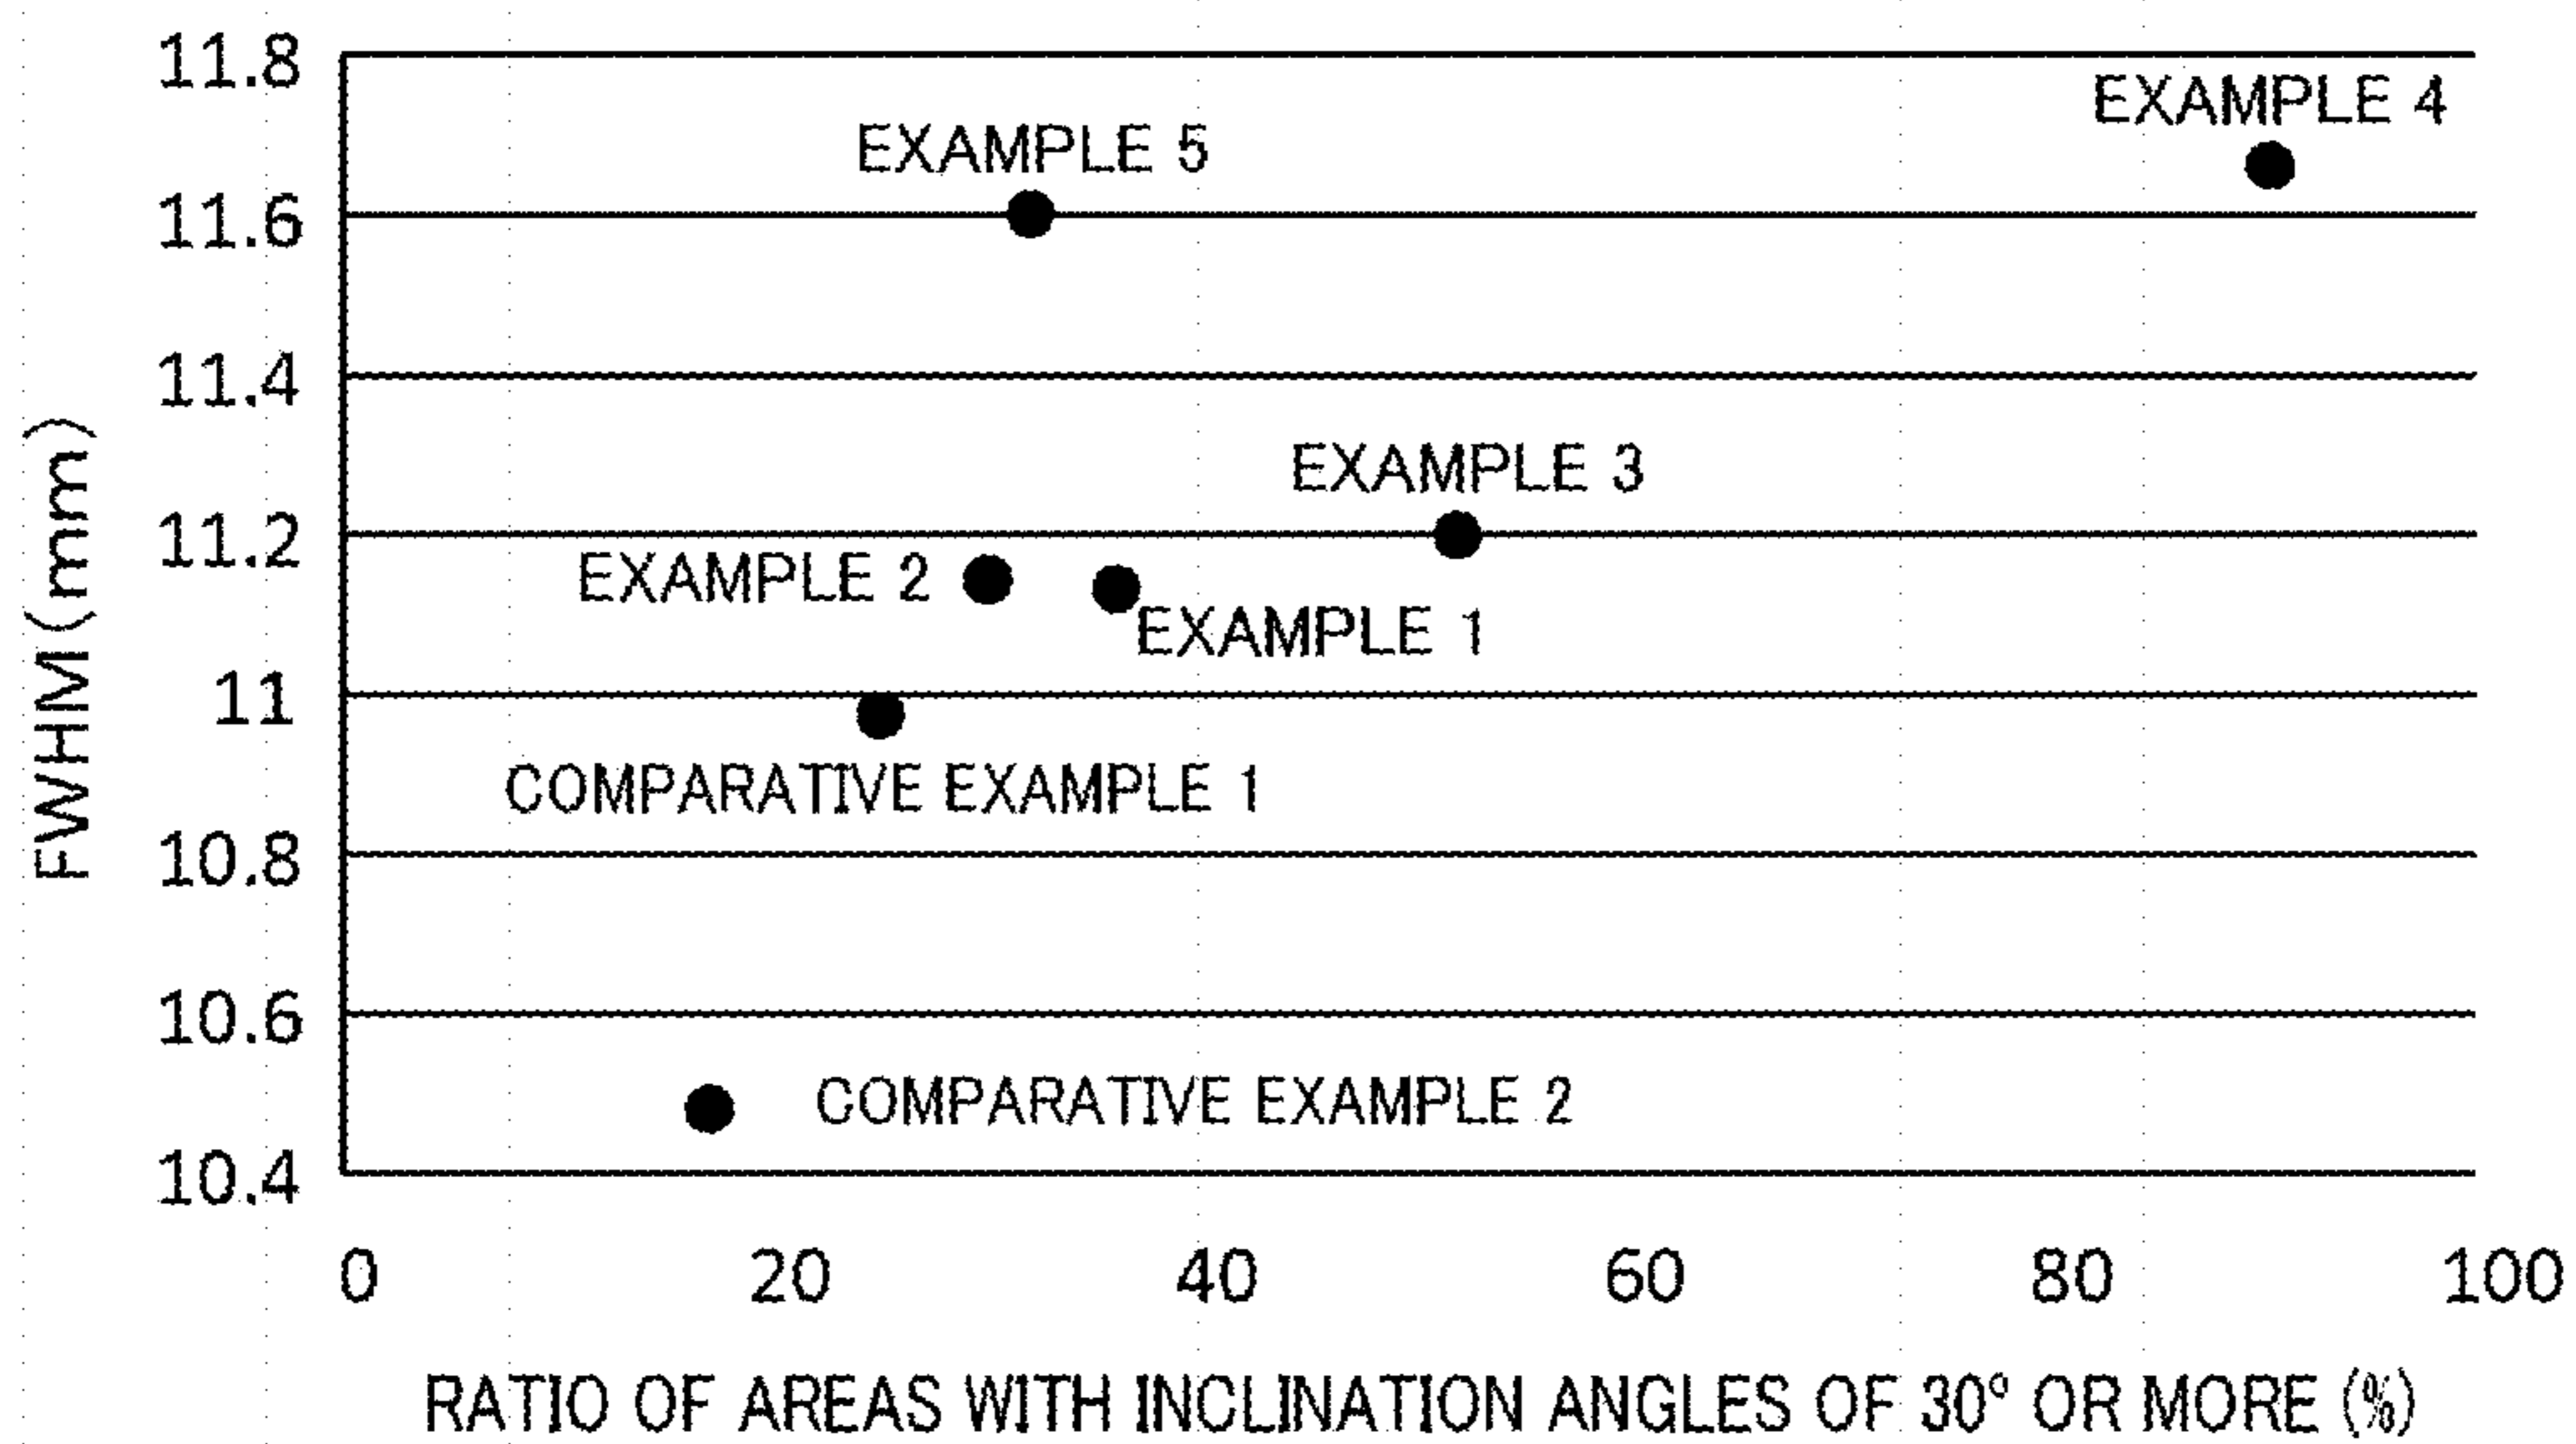 11.8
EXAMPLE 4
EXAMPLE 5
11.6
11.4
EXAMPLE 3
11.2
EXAMPLE 2
EXAMPLE 1
11
COMPARATIVE EXAMPLE 1
10.8
10.6
COMPARATIVE EXAMPLE 2
10.4
FWHM(mm)
0 20 40 60 80 100
RATIO OF AREAS WITH INCLINATION ANGLES OF 30° OR MORE (%)